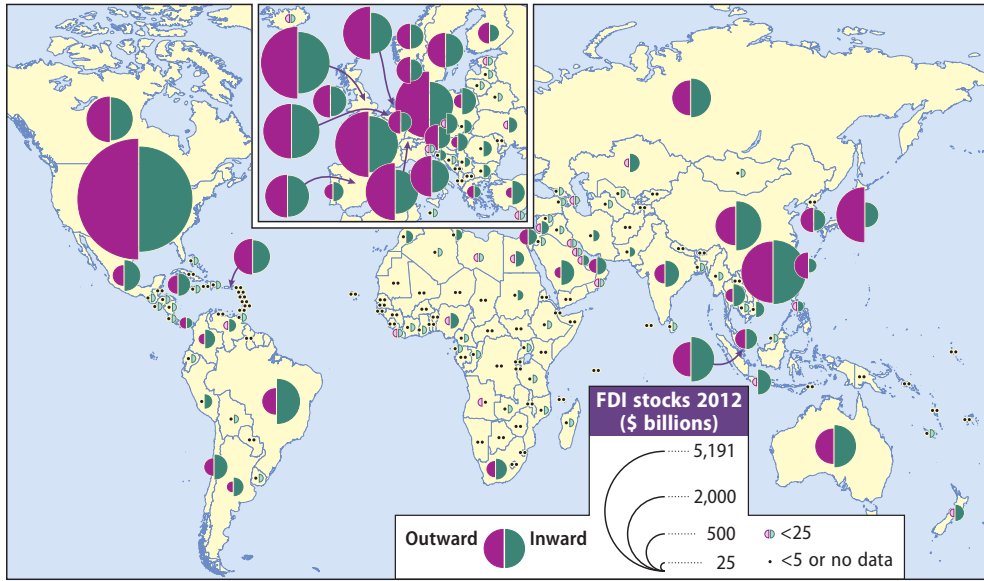 FDI stocks 2012
($ billions)
5,191
2,000
500
25
Outward
Inward
<25
<5 or no data